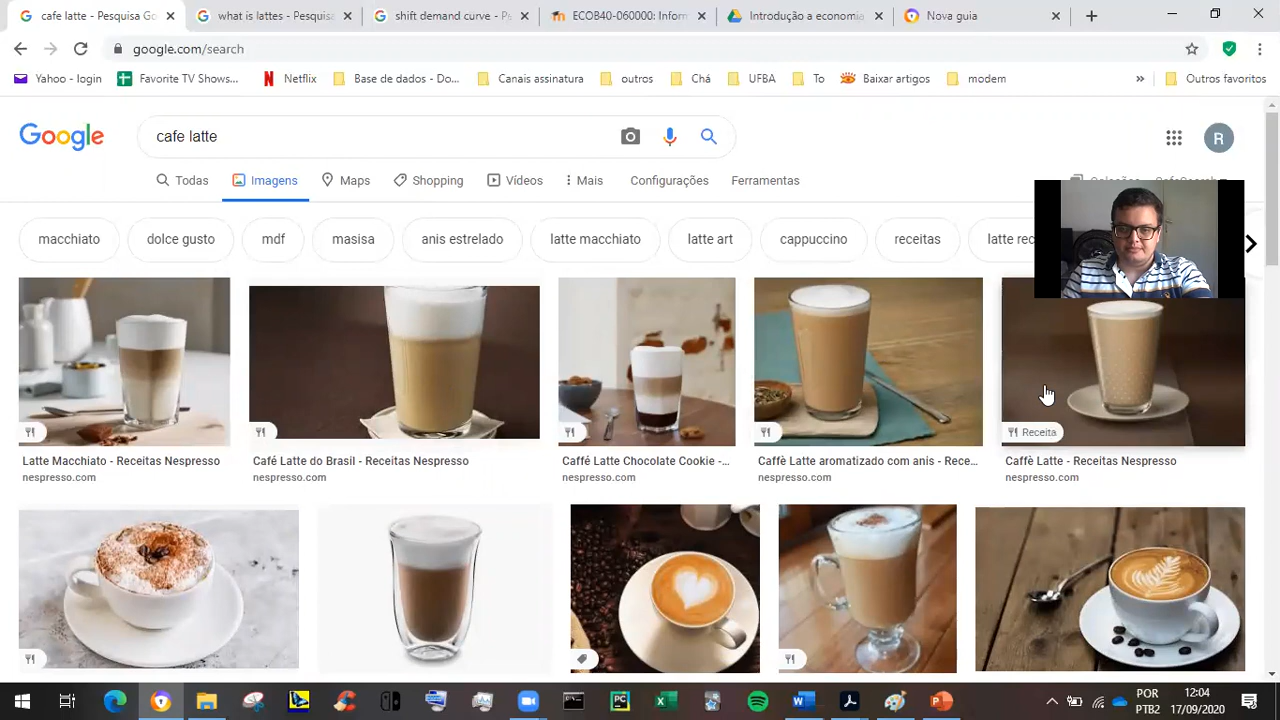 cafe latte - Pesquisa Go
what is lattes - Pesquisa
shift demand curve - Pes
ECOB40-060000: Inform
Introdução a economia
Nova guia
google.com/search
Yahoo - login
Favorite TV Shows...
Netflix
Base de dados - Do...
Canais assinatura
outros
Chá
UFBA
To
Baixar artigos
modem
»
Outros favoritos
Google
cafe latte
R
Todas
Imagens
Maps
Shopping
Vídeos
Mais
Configurações
Ferramentas
macchiato
dolce gusto
mdf
masisa
anis estrelado
latte macchiato
latte art
cappuccino
receitas
latte rec
Receita
Latte Macchiato - Receitas Nespresso
nespresso.com
Café Latte do Brasil - Receitas Nespresso
nespresso.com
Caffé Latte Chocolate Cookie -...
nespresso.com
Caffè Latte aromatizado com anis - Rece...
nespresso.com
Caffè Latte - Receitas Nespresso
nespresso.com
POR
PTB2
12:04
17/09/2020